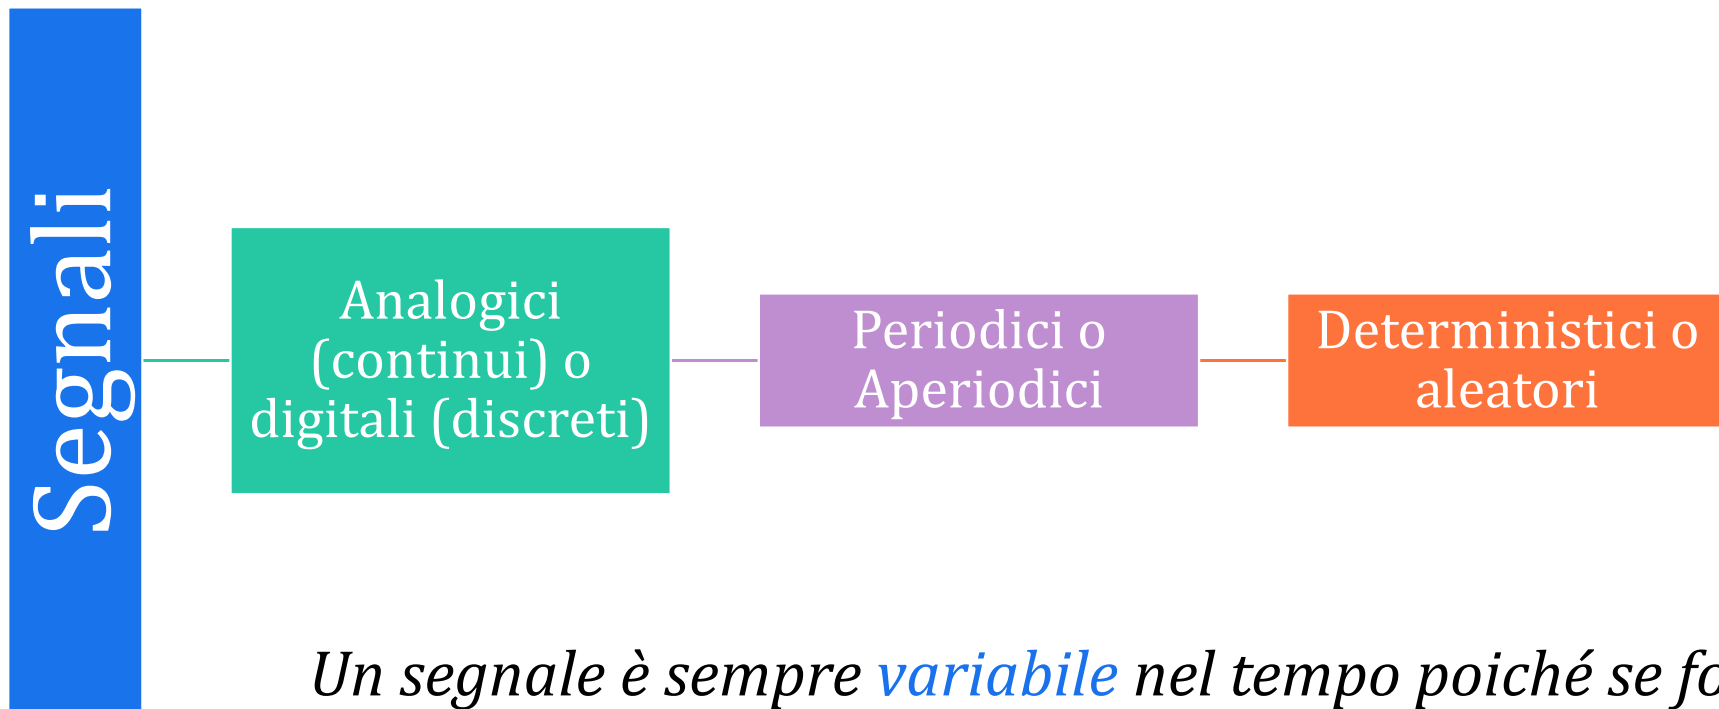 Segnali
Analogici
(continui) o
digitali (discreti)
Periodici o
Aperiodici
Deterministici o
aleatori
Un segnale è sempre variabile nel tempo poiché se